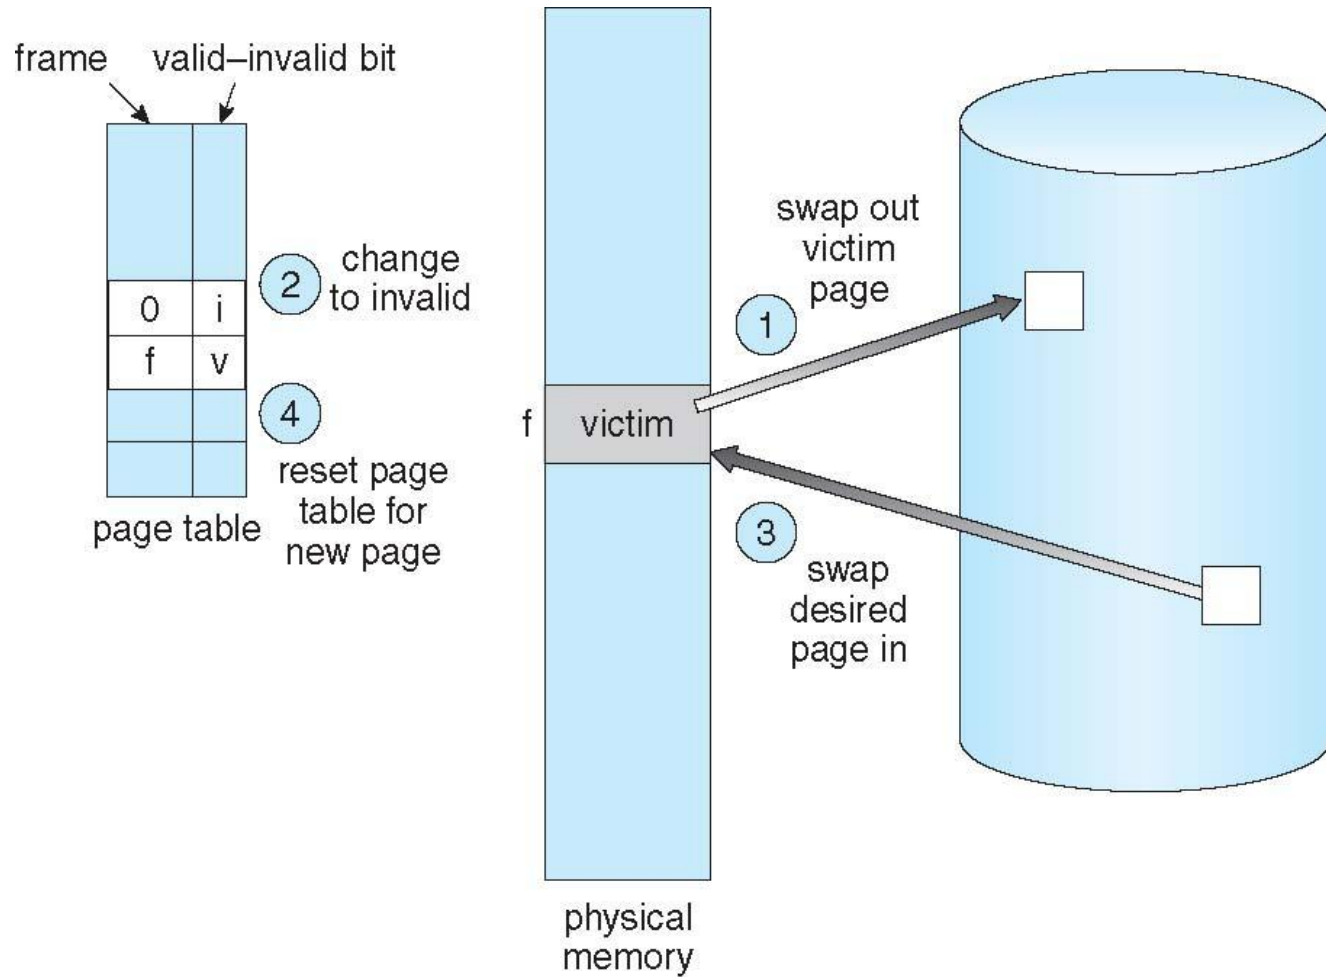 frame
valid–invalid bit
0 i
f v
2
change
to invalid
4
reset page
table for
new page
page table
f
victim
physical
memory
1
swap out
victim
page
3
swap
desired
page in